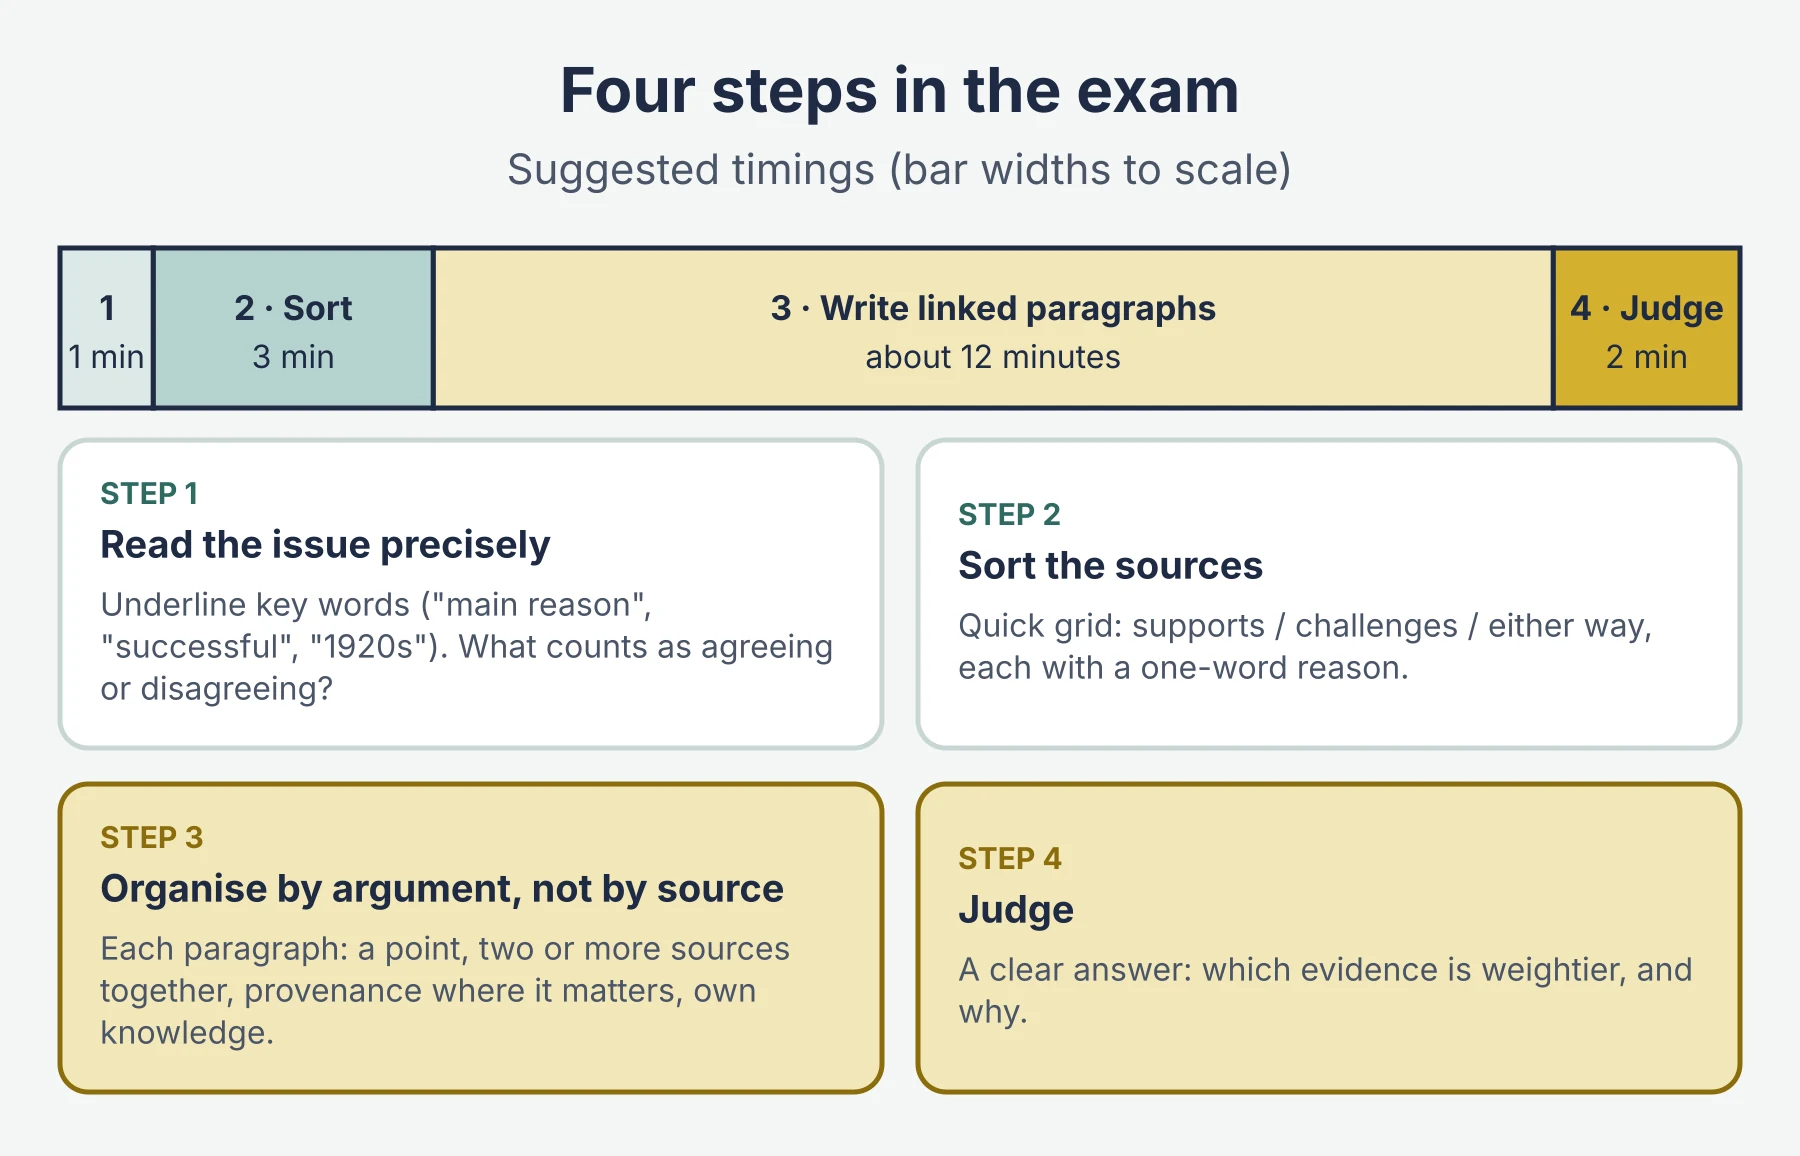 Four steps in the exam
Suggested timings (bar widths to scale)
1
1 min
2 · Sort
3 min
3 · Write linked paragraphs
about 12 minutes
4 · Judge
2 min
STEP 1
Read the issue precisely
Underline key words ("main reason",
"successful", "1920s"). What counts as agreeing
or disagreeing?
STEP 2
Sort the sources
Quick grid: supports / challenges / either way,
each with a one-word reason.
STEP 3
Organise by argument, not by source
Each paragraph: a point, two or more sources
together, provenance where it matters, own
knowledge.
STEP 4
Judge
A clear answer: which evidence is weightier, and
why.